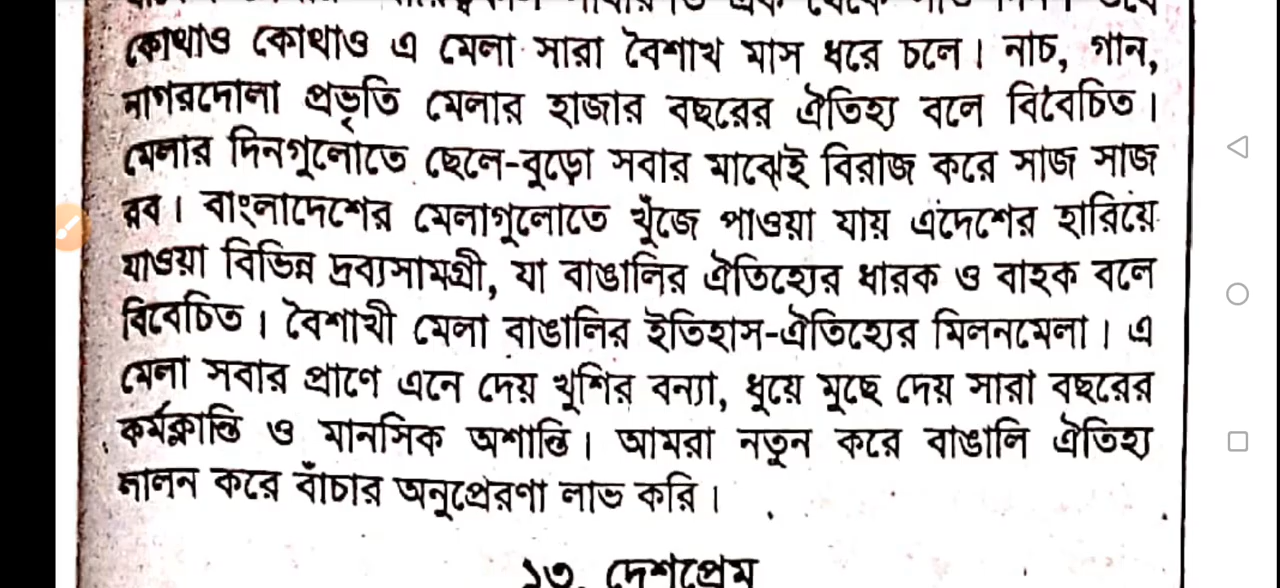 কোথাও কোথাও এ মেলা সারা বৈশাখ মাস ধরে চলে। নাচ, গান,
নাগরদোলা প্রভৃতি মেলার হাজার বছরের ঐতিহ্য বলে বিবেচিত।
মেলার দিনগুলোতে ছেলে-বুড়ো সবার মাঝেই বিরাজ করে সাজ সাজ
রব। বাংলাদেশের মেলাগুলোতে খুঁজে পাওয়া যায় এদেশের হারিয়ে
যাওয়া বিভিন্ন দ্রব্যসামগ্রী, যা বাঙালির ঐতিহ্যের ধারক ও বাহক বলে
বিবেচিত। বৈশাখী মেলা বাঙালির ইতিহাস-ঐতিহ্যের মিলনমেলা। এ
মেলা সবার প্রাণে এনে দেয় খুশির বন্যা, ধুয়ে মুছে দেয় সারা বছরের
কর্মক্লান্তি ও মানসিক অশান্তি। আমরা নতুন করে বাঙালি ঐতিহ্য
লালন করে বাঁচার অনুপ্রেরণা লাভ করি।
১৩. দেশপ্রেম